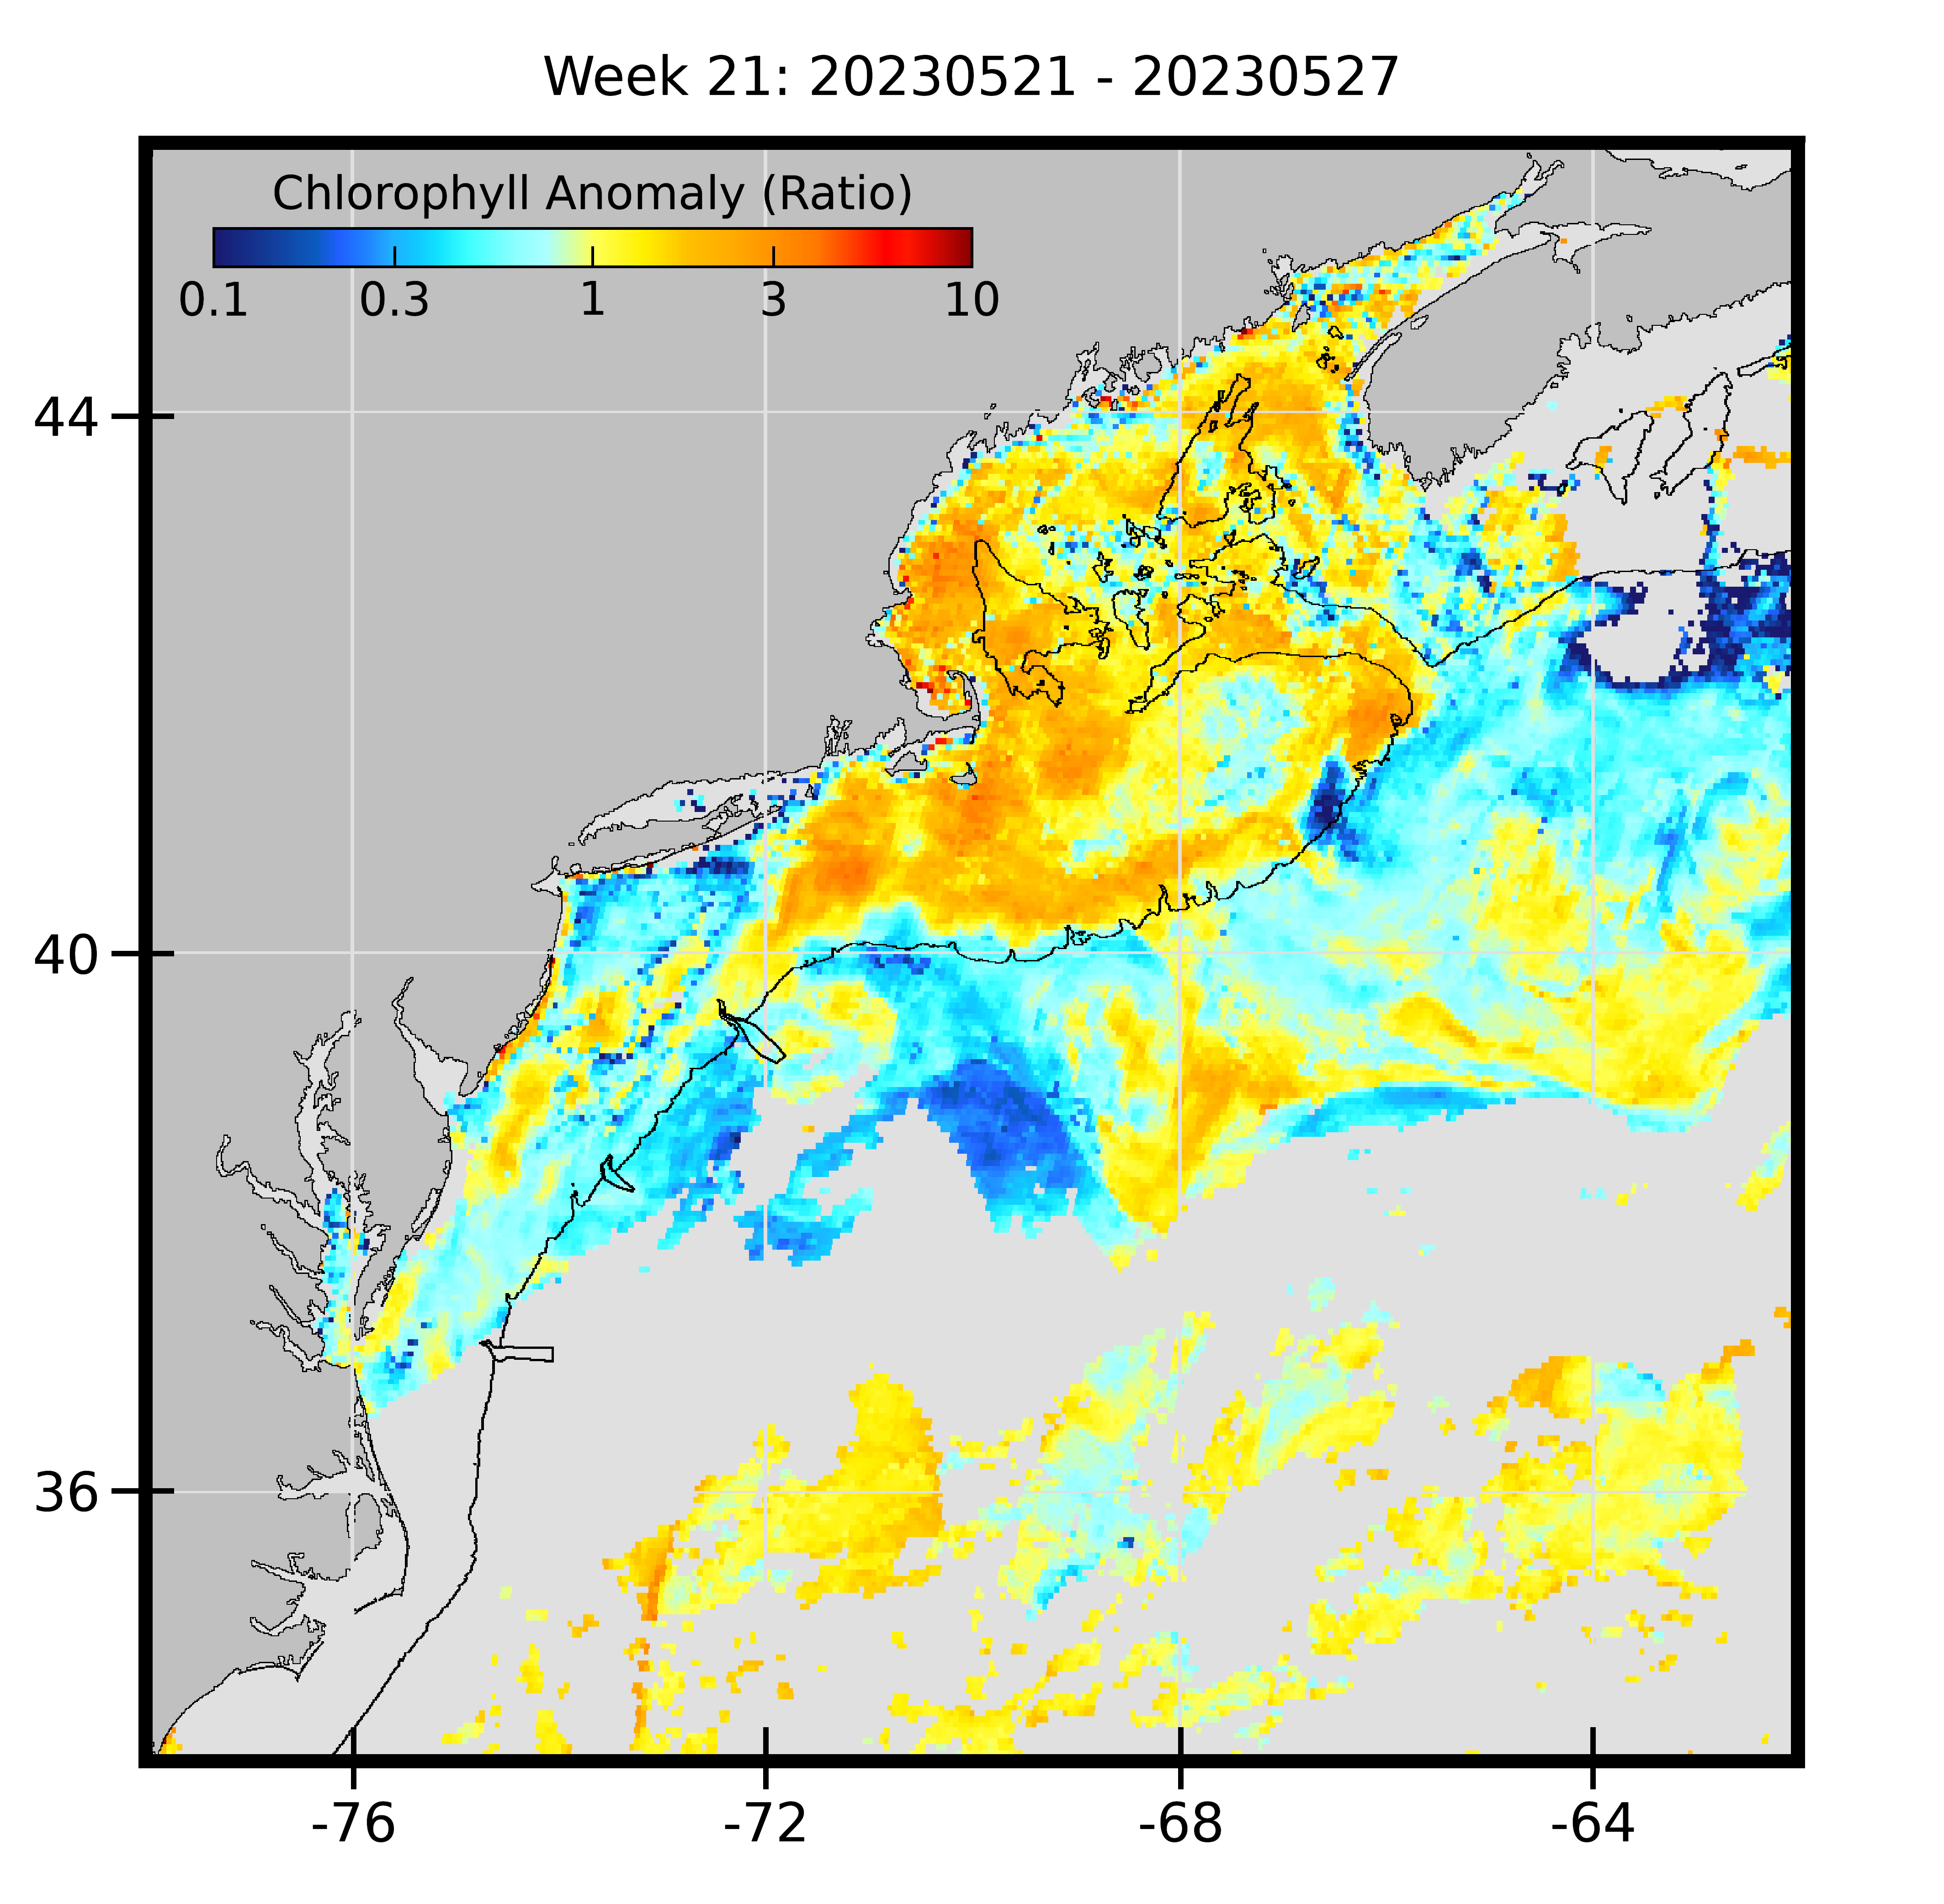 Week 21: 20230521 - 20230527
Chlorophyll Anomaly (Ratio)
0.1 0.3 1 3 10
44
40
36
-76 -72 -68 -64